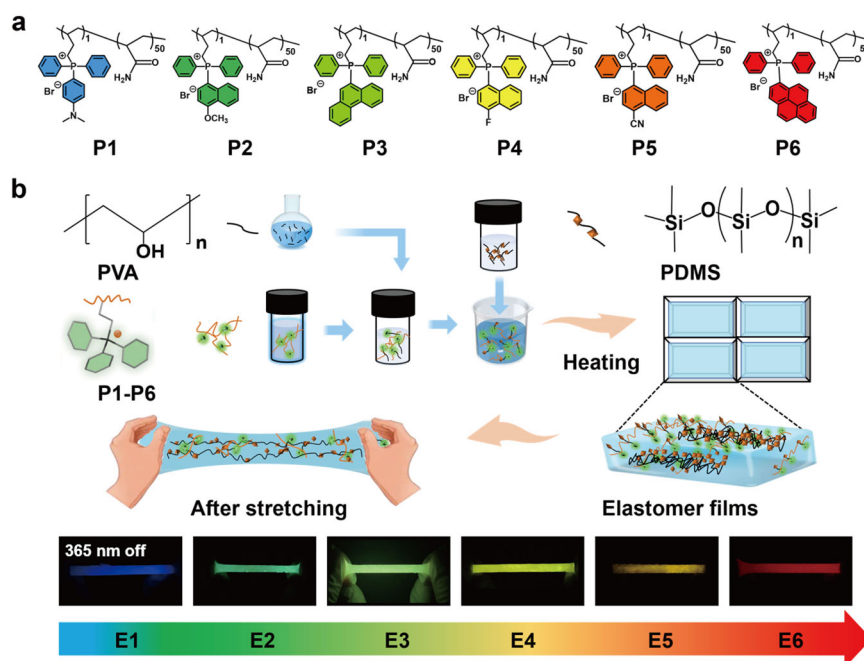 a
1 50 1 50 1 50 1 50 1 50 1 50
P⊕ P⊕ P⊕ P⊕ P⊕ P⊕
H₂N O H₂N O H₂N O H₂N O H₂N O H₂N O
Br⊖ Br⊖ Br⊖ Br⊖ Br⊖ Br⊖
N OCH₃ F CN
P1 P2 P3 P4 P5 P6
b
n
OH
PVA
Si O Si O Si
n
PDMS
P1-P6
Heating
After stretching
Elastomer films
365 nm off
E1 E2 E3 E4 E5 E6